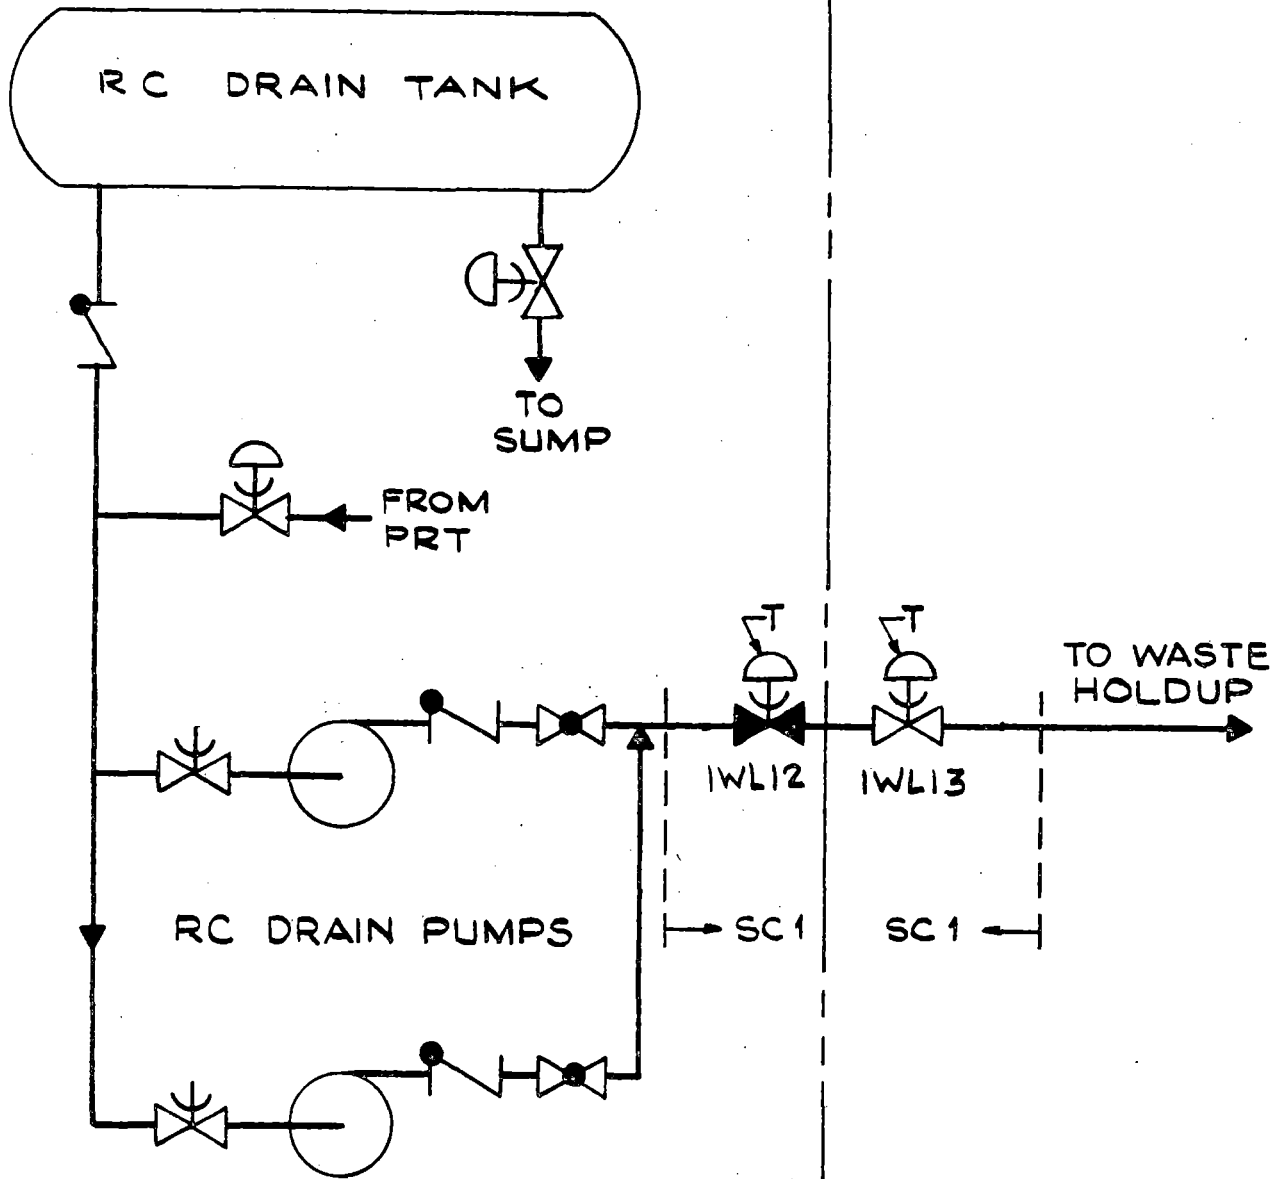 RC DRAIN TANK
TO
SUMP
FROM
PRT
T
T
TO WASTE
HOLDUP
1WL12
1WL13
RC DRAIN PUMPS
SC1
SC1